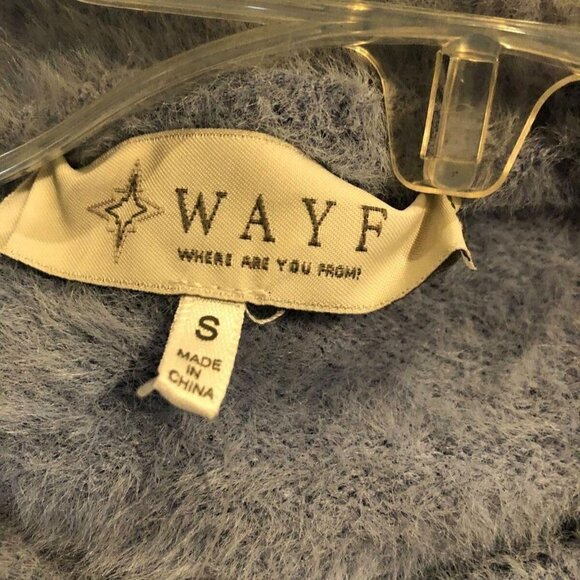 WAYF
WHERE ARE YOU FROM?
S
MADE
IN
CHINA